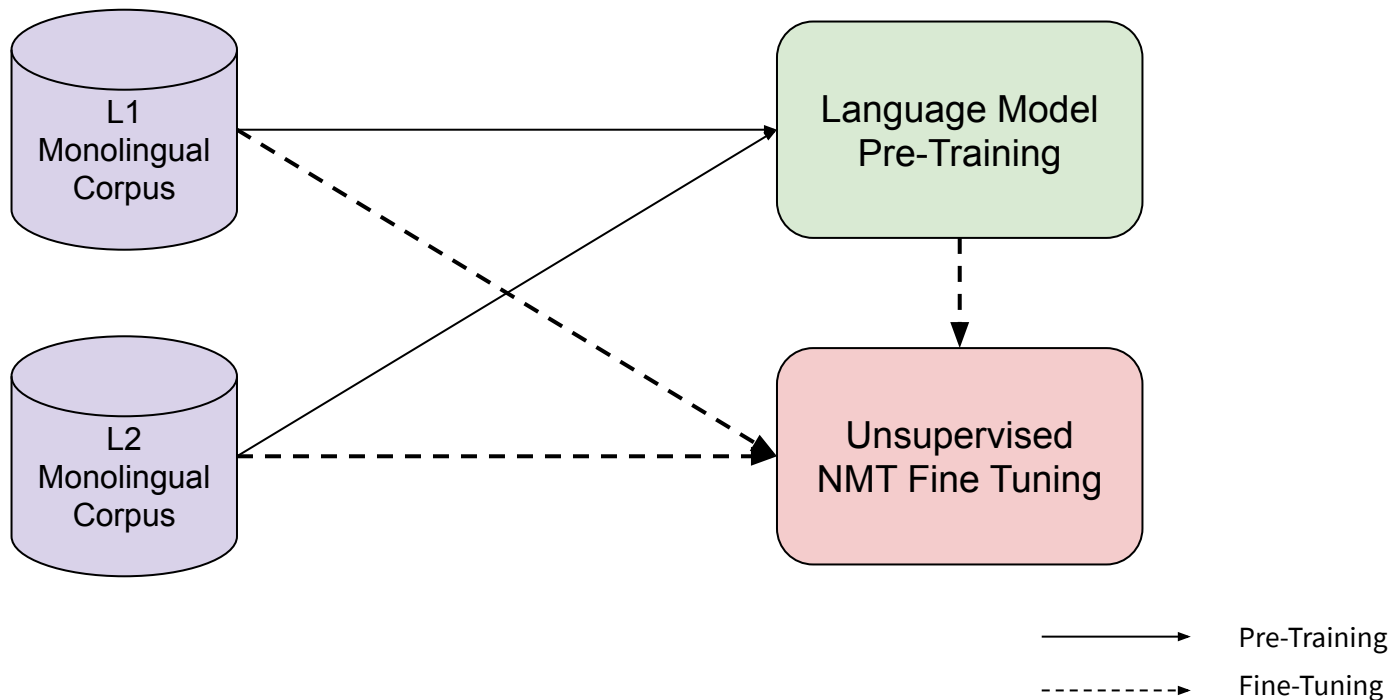 L1
Monolingual
Corpus
Language Model
Pre-Training
L2
Monolingual
Corpus
Unsupervised
NMT Fine Tuning
Pre-Training
Fine-Tuning